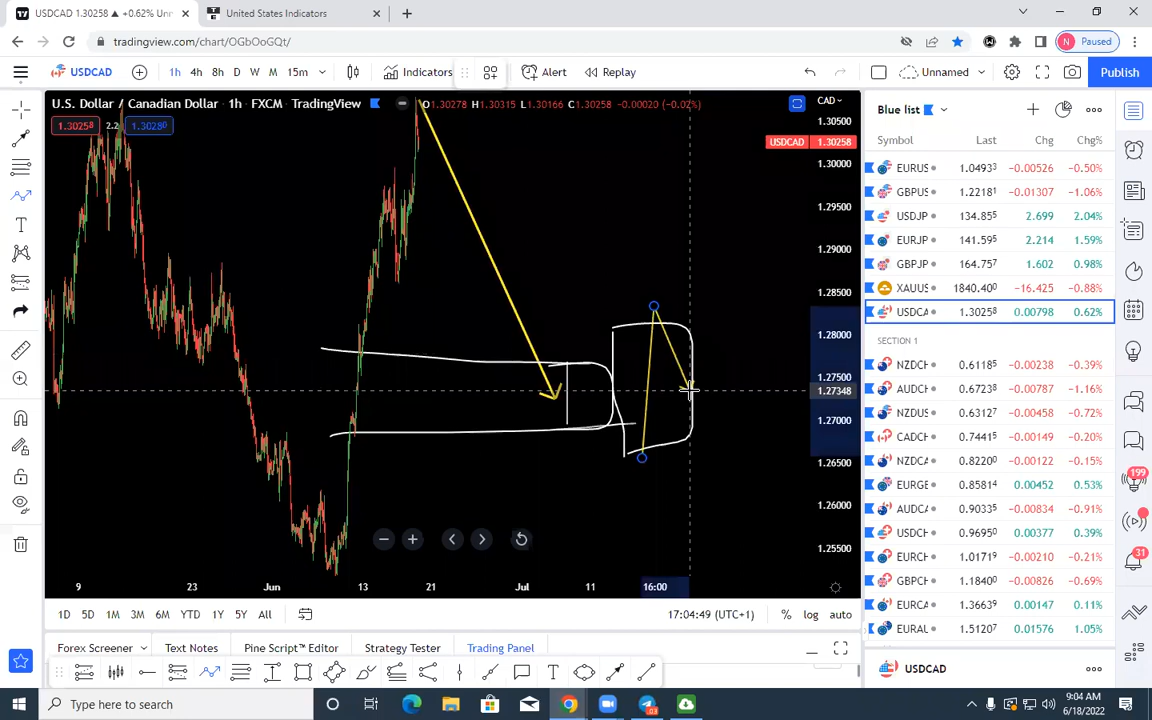 USDCAD 1.30258 ▲ +0.62% Unn
United States Indicators
tradingview.com/chart/OGbOoGQt/
N Paused
USDCAD 1h 4h 8h D W M 15m Indicators Alert Replay Unnamed Publish
U.S. Dollar / Canadian Dollar · 1h · FXCM · TradingView O1.30278 H1.30315 L1.30166 C1.30258 -0.00020 (-0.02%) CAD
1.30258 2.2 1.30280
1.30500
USDCAD 1.30258
1.30000
1.29500
1.29000
1.28500
1.28000
1.27500
1.27348
1.27000
1.26500
1.26000
1.25500
9 23 Jun 13 21 Jul 11 16:00
1D 5D 1M 3M 6M YTD 1Y 5Y All 17:04:49 (UTC+1) % log auto
Forex Screener Text Notes Pine Script™ Editor Strategy Tester Trading Panel
Blue list
Symbol Last Chg Chg%
EURUS 1.04933 -0.00526 -0.50%
GBPUS 1.22181 -0.01307 -1.06%
USDJP 134.855 2.699 2.04%
EURJP 141.595 2.214 1.59%
GBPJP 164.757 1.602 0.98%
XAUUS 1840.400 -16.425 -0.88%
USDCA 1.30258 0.00798 0.62%
SECTION 1
NZDCH 0.61185 -0.00238 -0.39%
AUDCH 0.67238 -0.00787 -1.16%
NZDUS 0.63127 -0.00458 -0.72%
CADCH 0.74415 -0.00149 -0.20%
NZDCA 0.82200 -0.00122 -0.15%
EURGE 0.85814 0.00452 0.53%
AUDCA 0.90335 -0.00834 -0.91%
USDCH 0.96950 0.00377 0.39%
EURCH 1.01719 -0.00210 -0.21%
GBPCH 1.18400 -0.00826 -0.69%
EURCA 1.36639 0.00147 0.11%
EURAU 1.51207 0.01576 1.05%
USDCAD
199
31
Type here to search
03
9:04 AM
6/18/2022